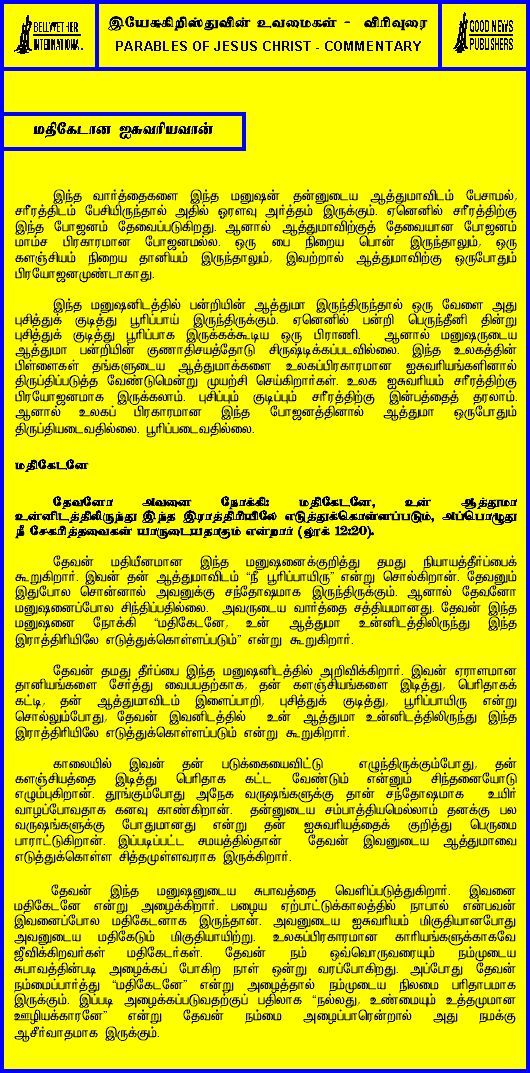 BELLWETHER
INTERNATIONAL
இயேசுகிறிஸ்துவின் உவமைகள் - விரிவுரை
PARABLES OF JESUS CHRIST - COMMENTARY
GOOD NEWS
PUBLISHERS
மதிகேடான ஐசுவரியவான்
இந்த வார்த்தைகளை இந்த மனுஷன் தன்னுடைய ஆத்துமாவிடம் பேசாமல்,
சரீரத்திடம் பேசியிருந்தால் அதில் ஓரளவு அர்த்தம் இருக்கும். ஏனெனில் சரீரத்திற்கு
இந்த போஜனம் தேவைப்படுகிறது. ஆனால் ஆத்துமாவிற்குத் தேவையான போஜனம்
மாம்ச பிரகாரமான போஜனமல்ல. ஒரு பை நிறைய பொன் இருந்தாலும், ஒரு
களஞ்சியம் நிறைய தானியம் இருந்தாலும், இவற்றால் ஆத்துமாவிற்கு ஒருபோதும்
பிரயோஜனமுண்டாகாது.
இந்த மனுஷனிடத்தில் பன்றியின் ஆத்துமா இருந்திருந்தால் ஒரு வேளை அது
புசித்துக் குடித்து பூரிப்பாய் இருந்திருக்கும். ஏனெனில் பன்றி பெருந்தீனி தின்று
புசித்துக் குடித்து பூரிப்பாக இருக்கக்கூடிய ஒரு பிராணி. ஆனால் மனுஷருடைய
ஆத்துமா பன்றியின் குணாதிசயத்தோடு சிருஷ்டிக்கப்படவில்லை. இந்த உலகத்தின்
பிள்ளைகள் தங்களுடைய ஆத்துமாக்களை உலகப்பிரகாரமான ஐசுவரியங்களினால்
திருப்திப்படுத்த வேண்டுமென்று முயற்சி செய்கிறார்கள். உலக ஐசுவரியம் சரீரத்திற்கு
பிரயோஜனமாக இருக்கலாம். புசிப்பும் குடிப்பும் சரீரத்திற்கு இன்பத்தைத் தரலாம்.
ஆனால் உலகப் பிரகாரமான இந்த போஜனத்தினால் ஆத்துமா ஒருபோதும்
திருப்தியடைவதில்லை. பூரிப்படைவதில்லை.
மதிகேடனே
தேவனோ அவனை நோக்கி: மதிகேடனே, உன் ஆத்துமா
உன்னிடத்திலிருந்து இந்த இராத்திரியிலே எடுத்துக்கொள்ளப்படும், அப்பொழுது
நீ சேகரித்தவைகள் யாருடையதாகும் என்றார் (லூக் 12:20).
தேவன் மதியீனமான இந்த மனுஷனைக்குறித்து தமது நியாயத்தீர்ப்பைக்
கூறுகிறார். இவன் தன் ஆத்துமாவிடம் “நீ பூரிப்பாயிரு” என்று சொல்கிறான். தேவனும்
இதுபோல சொன்னால் அவனுக்கு சந்தோஷமாக இருந்திருக்கும். ஆனால் தேவனோ
மனுஷனைப்போல சிந்திப்பதில்லை. அவருடைய வார்த்தை சத்தியமானது. தேவன் இந்த
மனுஷனை நோக்கி “மதிகேடனே, உன் ஆத்துமா உன்னிடத்திலிருந்து இந்த
இராத்திரியிலே எடுத்துக்கொள்ளப்படும்” என்று கூறுகிறார்.
தேவன் தமது தீர்ப்பை இந்த மனுஷனிடத்தில் அறிவிக்கிறார். இவன் ஏராளமான
தானியங்களை சேர்த்து வைப்பதற்காக, தன் களஞ்சியங்களை இடித்து, பெரிதாகக்
கட்டி, தன் ஆத்துமாவிடம் இளைப்பாறி, புசித்துக் குடித்து, பூரிப்பாயிரு என்று
சொல்லும்போது, தேவன் இவனிடத்தில் உன் ஆத்துமா உன்னிடத்திலிருந்து இந்த
இராத்திரியிலே எடுத்துக்கொள்ளப்படும் என்று கூறுகிறார்.
காலையில் இவன் தன் படுக்கையைவிட்டு எழுந்திருக்கும்போது, தன்
களஞ்சியத்தை இடித்து பெரிதாக கட்ட வேண்டும் என்னும் சிந்தனையோடு
எழும்புகிறான். தூங்கும்போது அநேக வருஷங்களுக்கு தான் சந்தோஷமாக உயிர்
வாழப்போவதாக கனவு காண்கிறான். தன்னுடைய சம்பாத்தியமெல்லாம் தனக்கு பல
வருஷங்களுக்கு போதுமானது என்று தன் ஐசுவரியத்தைக் குறித்து பெருமை
பாராட்டுகிறான். இப்படிப்பட்ட சமயத்தில்தான் தேவன் இவனுடைய ஆத்துமாவை
எடுத்துக்கொள்ள சித்தமுள்ளவராக இருக்கிறார்.
தேவன் இந்த மனுஷனுடைய சுபாவத்தை வெளிப்படுத்துகிறார். இவனை
மதிகேடனே என்று அழைக்கிறார். பழைய ஏற்பாட்டுக்காலத்தில் நாபால் என்பவன்
இவனைப்போல மதிகேடனாக இருந்தான். அவனுடைய ஐசுவரியம் மிகுதியானபோது
அவனுடைய மதிகேடும் மிகுதியாயிற்று. உலகப்பிரகாரமான காரியங்களுக்காகவே
ஜீவிக்கிறவர்கள் மதிகேடர்கள். தேவன் நம் ஒவ்வொருவரையும் நம்முடைய
சுபாவத்தின்படி அழைக்கப் போகிற நாள் ஒன்று வரப்போகிறது. அப்போது தேவன்
நம்மைப்பார்த்து “மதிகேடனே” என்று அழைத்தால் நம்முடைய நிலமை பரிதாபமாக
இருக்கும். இப்படி அழைக்கப்படுவதற்குப் பதிலாக “நல்லது, உண்மையும் உத்தமுமான
ஊழியக்காரனே” என்று தேவன் நம்மை அழைப்பாரென்றால் அது நமக்கு
ஆசீர்வாதமாக இருக்கும்.